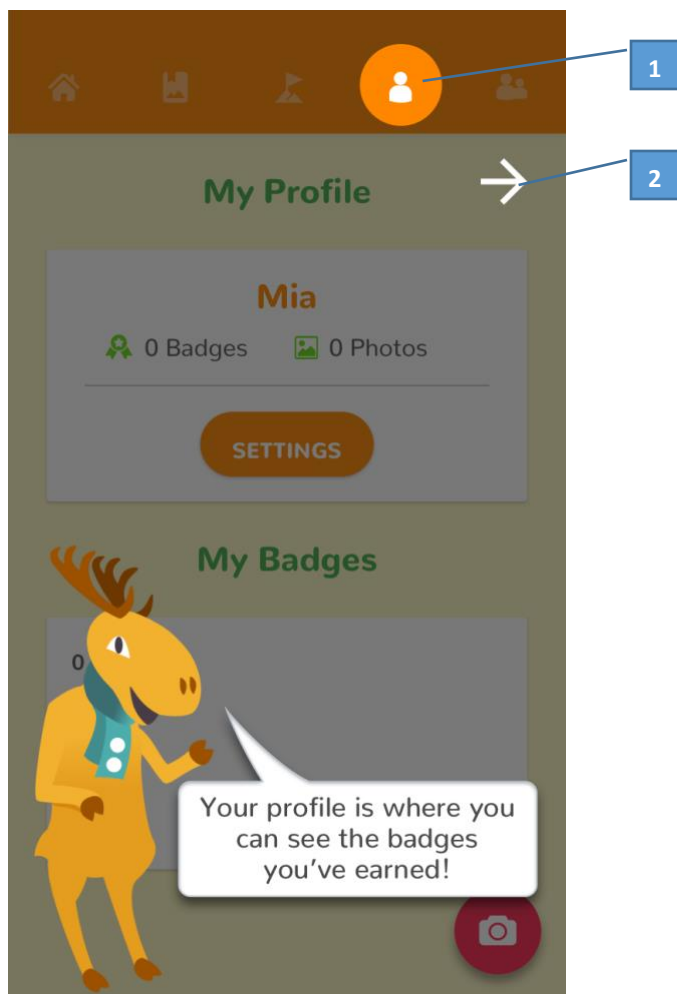 1
2
My Profile
Mia
0 Badges 0 Photos
SETTINGS
My Badges
0
Your profile is where you
can see the badges
you've earned!